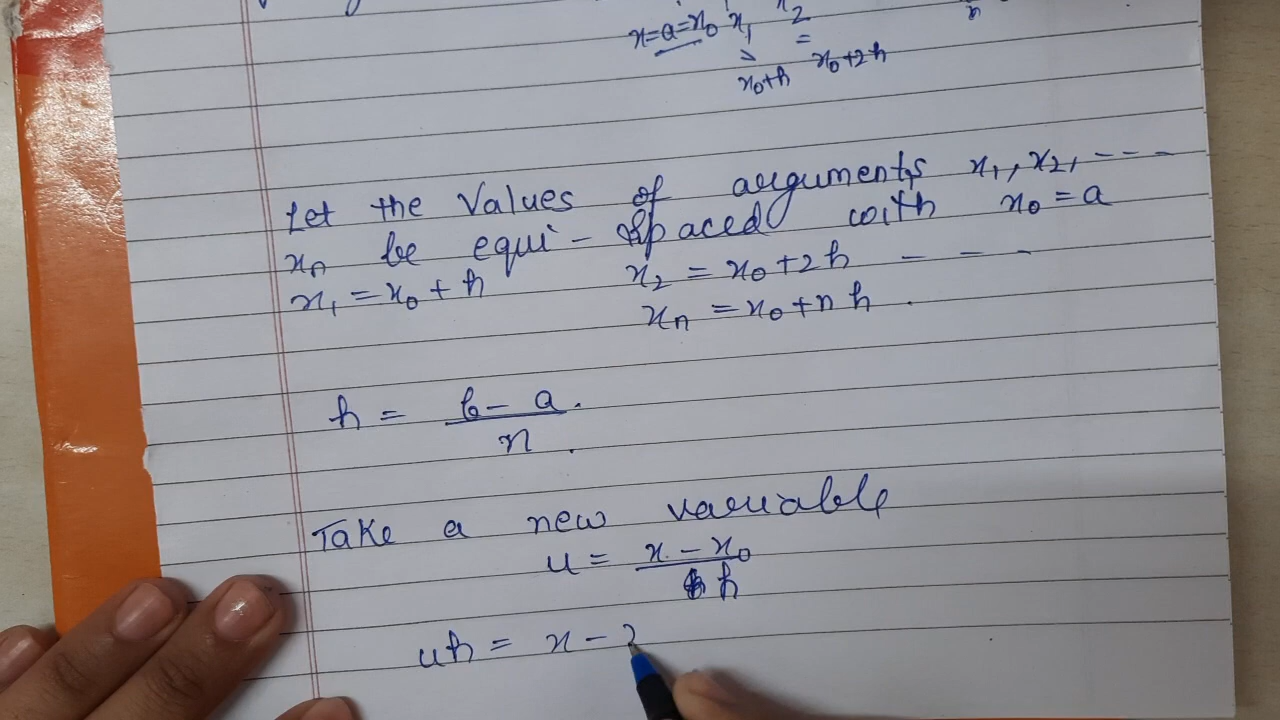 x=a=x₀ x₁ x₂
= =
x₀+h x₀+2h
Let the Values of arguments x₁, x₂, ---
xₙ be equi - spaced with x₀ = a
x₁ = x₀ + h x₂ = x₀+2h - - -
xₙ = x₀+nh .
h = b - a .
n .
Take a new variable
u = x - x₀
h
uh = x -